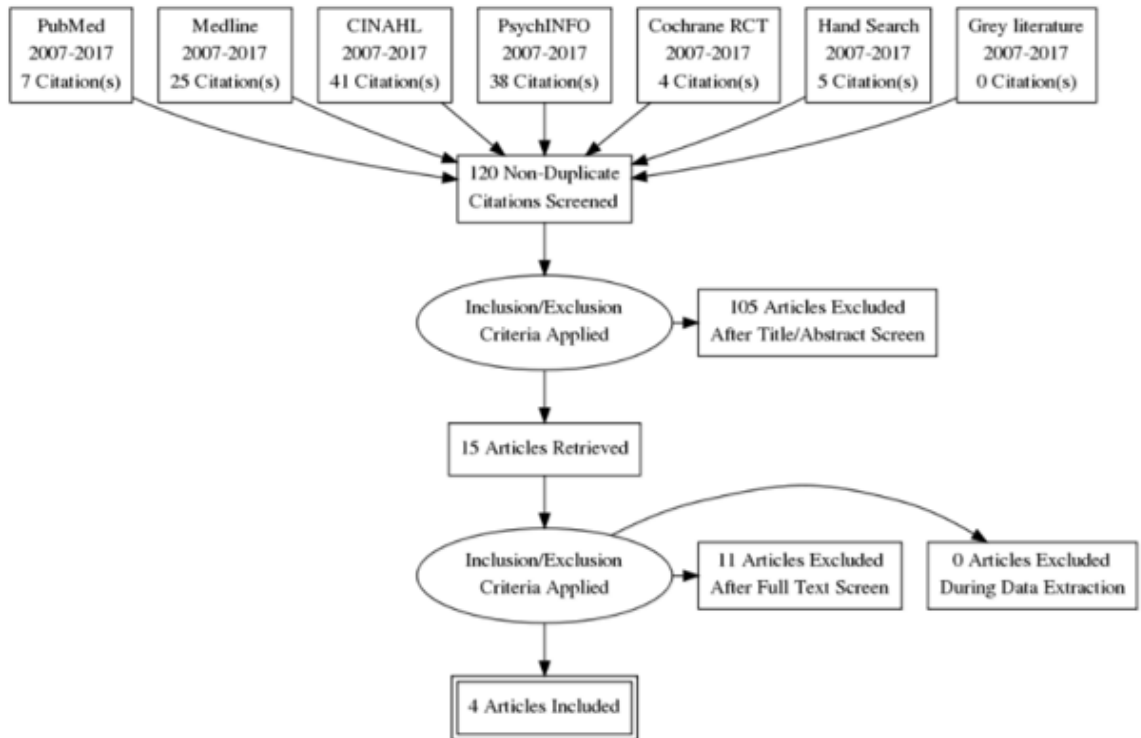 PubMed
2007-2017
7 Citation(s)
Medline
2007-2017
25 Citation(s)
CINAHL
2007-2017
41 Citation(s)
PsychINFO
2007-2017
38 Citation(s)
Cochrane RCT
2007-2017
4 Citation(s)
Hand Search
2007-2017
5 Citation(s)
Grey literature
2007-2017
0 Citation(s)
120 Non-Duplicate
Citations Screened
Inclusion/Exclusion
Criteria Applied
105 Articles Excluded
After Title/Abstract Screen
15 Articles Retrieved
Inclusion/Exclusion
Criteria Applied
11 Articles Excluded
After Full Text Screen
0 Articles Excluded
During Data Extraction
4 Articles Included